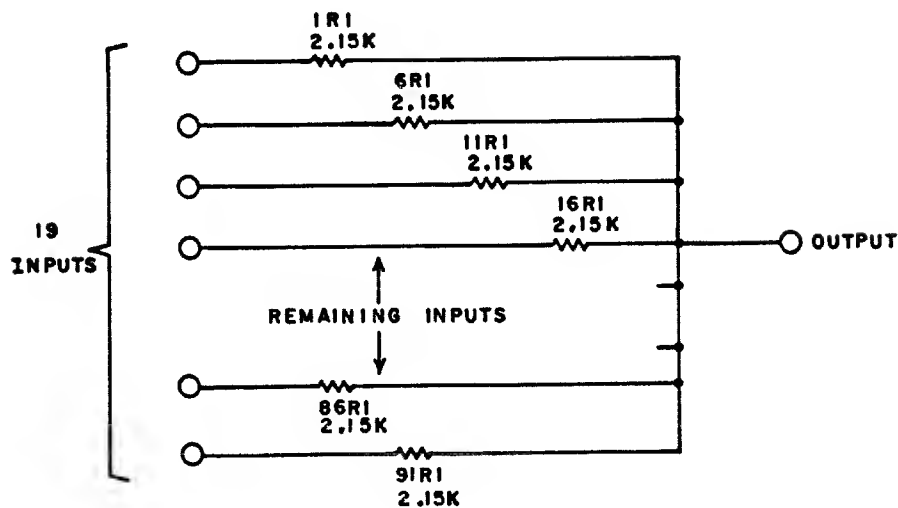 1R1
2.15K
6R1
2.15K
11R1
2.15K
16R1
2.15K
19
INPUTS
OUTPUT
REMAINING INPUTS
86R1
2.15K
91R1
2.15K